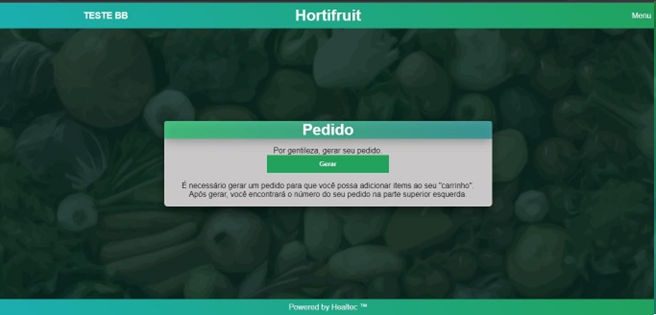 TESTE BB
Hortifruit
Menu
Pedido
Por gentileza, gerar seu pedido.
Gerar
É necessário gerar um pedido para que você possa adicionar items ao seu "carrinho".
Após gerar, você encontrará o número do seu pedido na parte superior esquerda.
Powered by Healtec ™